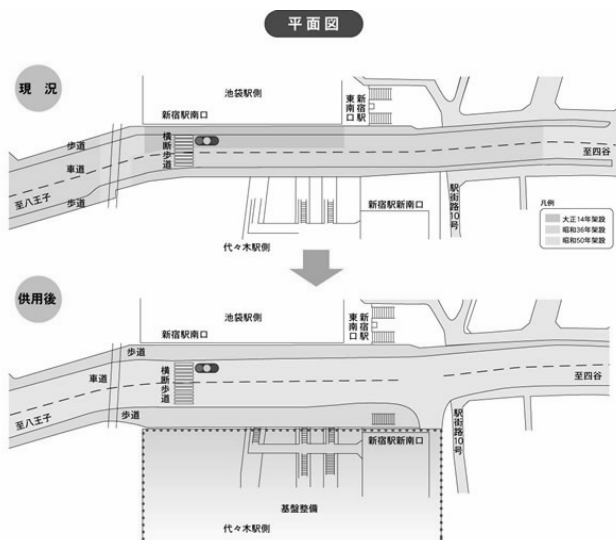 平面図
現況
池袋駅側
新宿駅南口
新宿駅
東南口
横断歩道
歩道
車道
歩道
至八王子
至四谷
新宿駅新南口
駅街路10号
代々木駅側
凡例
大正14年架設
昭和36年架設
昭和50年架設
供用後
池袋駅側
新宿駅南口
新宿駅
東南口
歩道
車道
横断歩道
歩道
至八王子
至四谷
新宿駅新南口
駅街路10号
基盤整備
代々木駅側